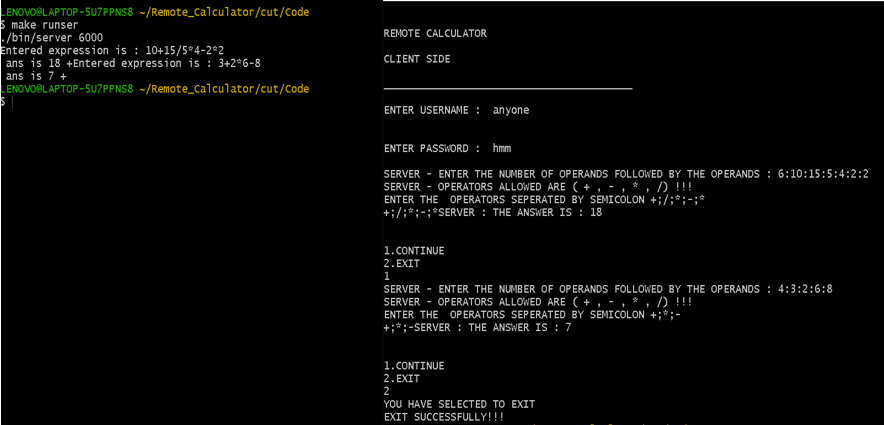 LENOVO@LAPTOP-5U7PPNS8 ~/Remote_Calculator/cut/Code
$ make runser
./bin/server 6000
Entered expression is : 10+15/5*4-2*2
 ans is 18 +Entered expression is : 3+2*6-8
 ans is 7 +
LENOVO@LAPTOP-5U7PPNS8 ~/Remote_Calculator/cut/Code
$
REMOTE CALCULATOR
CLIENT SIDE
ENTER USERNAME :  anyone
ENTER PASSWORD :  hmm
SERVER - ENTER THE NUMBER OF OPERANDS FOLLOWED BY THE OPERANDS : 6:10:15:5:4:2:2
SERVER - OPERATORS ALLOWED ARE ( + , - , * , /) !!!
ENTER THE  OPERATORS SEPERATED BY SEMICOLON +;/;*;-;*
+;/;*;-;*SERVER : THE ANSWER IS : 18
1.CONTINUE
2.EXIT
1
SERVER - ENTER THE NUMBER OF OPERANDS FOLLOWED BY THE OPERANDS : 4:3:2:6:8
SERVER - OPERATORS ALLOWED ARE ( + , - , * , /) !!!
ENTER THE  OPERATORS SEPERATED BY SEMICOLON +;*;-
+;*;-SERVER : THE ANSWER IS : 7
1.CONTINUE
2.EXIT
2
YOU HAVE SELECTED TO EXIT
EXIT SUCCESSFULLY!!!